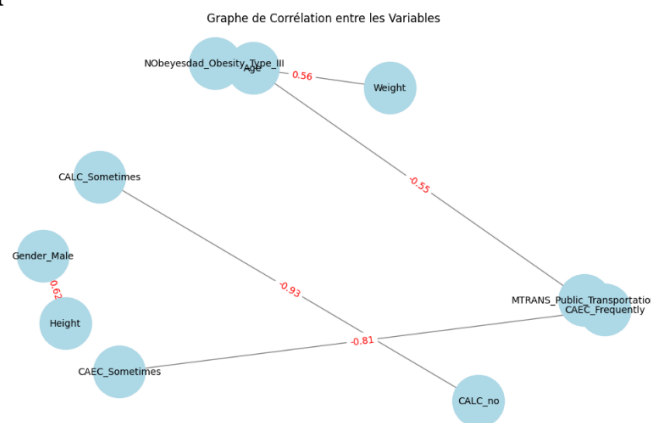 Graphe de Corrélation entre les Variables
NObeyesdad_Obesity_Type_III
Age
0.56
Weight
-0.55
CALC_Sometimes
Gender_Male
0.62
-0.93
MTRANS_Public_Transportatio
CAEC_Frequently
Height
-0.81
CAEC_Sometimes
CALC_no